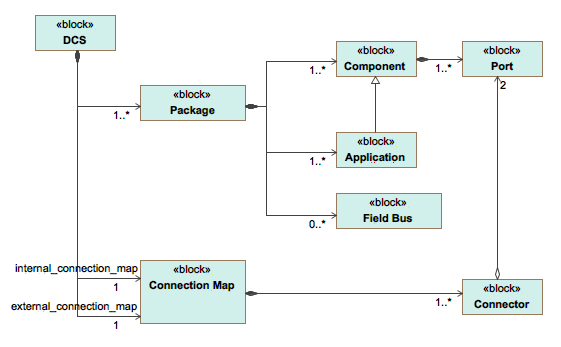 «block»
DCS
«block»
Component
«block»
Port
1..*
1..*
2
«block»
Package
1..*
«block»
Application
1..*
«block»
Field Bus
0..*
internal_connection_map
1
external_connection_map
1
«block»
Connection Map
«block»
Connector
1..*